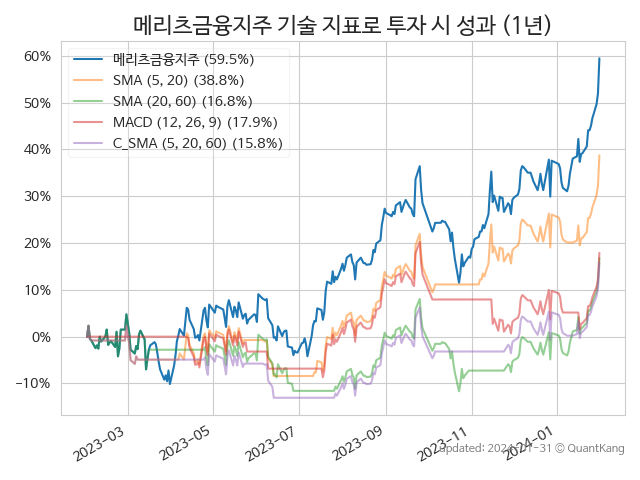 메리츠금융지주 기술 지표로 투자 시 성과 (1년)
메리츠금융지주 (59.5%)
SMA (5, 20) (38.8%)
SMA (20, 60) (16.8%)
MACD (12, 26, 9) (17.9%)
C_SMA (5, 20, 60) (15.8%)
60%
50%
40%
30%
20%
10%
0%
−10%
2023-03
2023-05
2023-07
2023-09
2023-11
2024-01
updated: 2024-01-31 © QuantKang